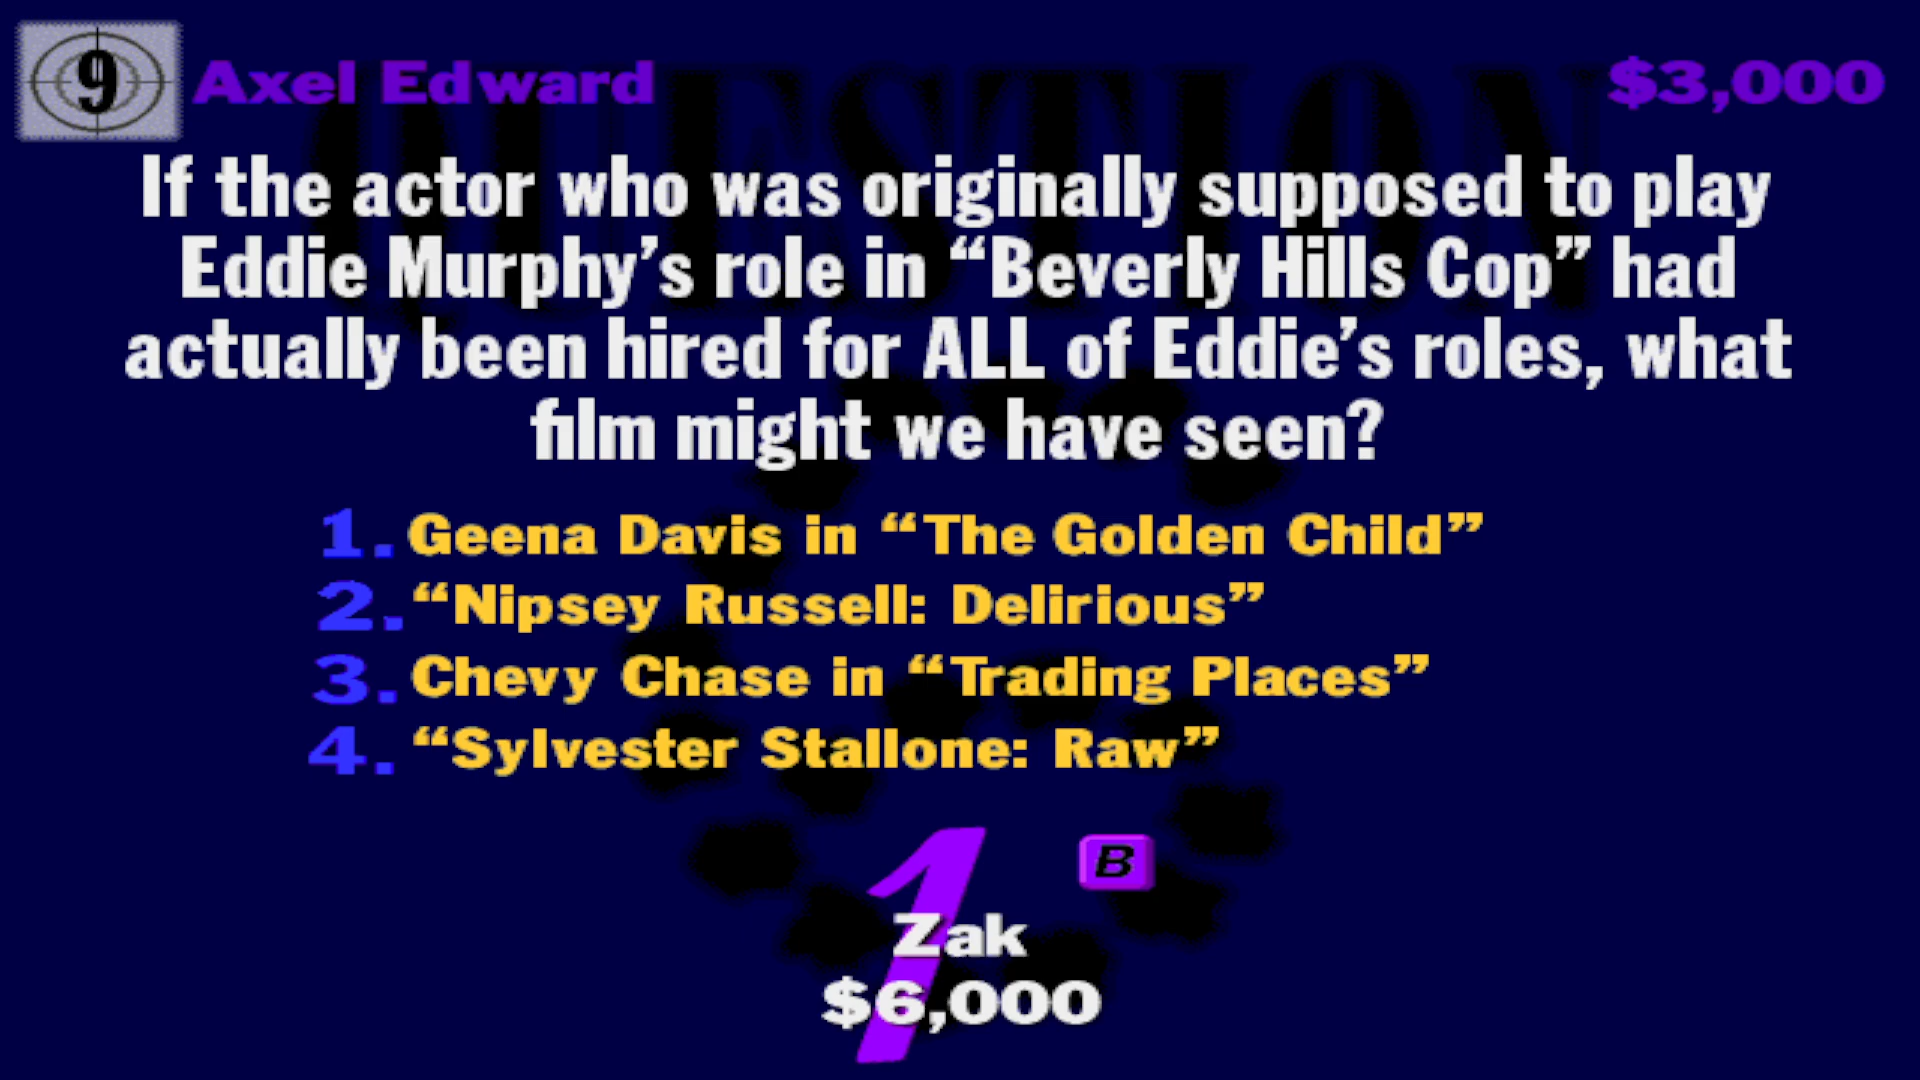 9 Axel Edward $3,000
QUESTION
If the actor who was originally supposed to play
Eddie Murphy’s role in “Beverly Hills Cop” had
actually been hired for ALL of Eddie’s roles, what
film might we have seen?
1. Geena Davis in “The Golden Child”
2. “Nipsey Russell: Delirious”
3. Chevy Chase in “Trading Places”
4. “Sylvester Stallone: Raw”
1 B
Zak
$6,000